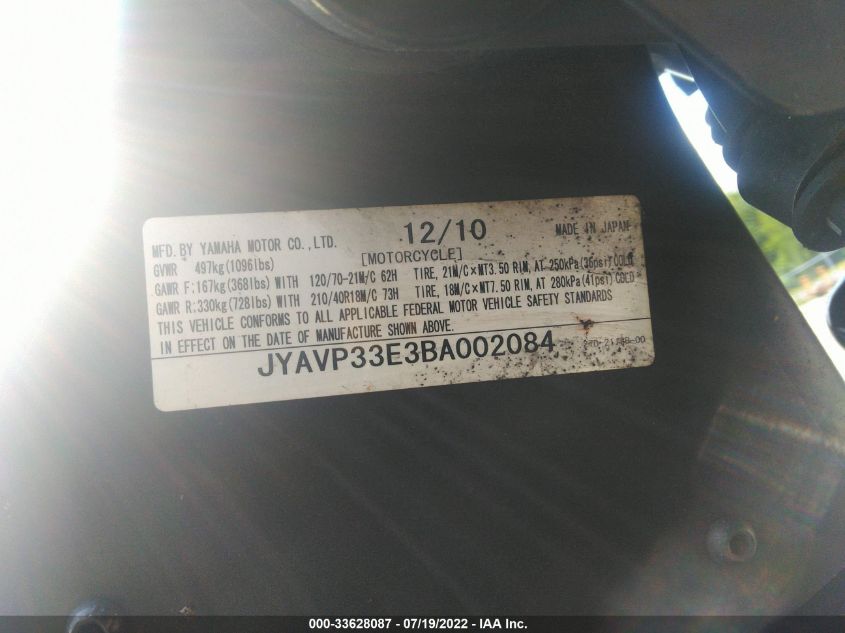 12/10
MADE IN JAPAN
MFD. BY YAMAHA MOTOR CO., LTD.
[MOTORCYCLE]
GVWR 497kg(1096lbs)
GAWR F:167kg(368lbs) WITH 120/70-21M/C 62H TIRE, 21M/C×MT3.50 RIM, AT 250kPa(36psi) COLD
GAWR R:330kg(728lbs) WITH 210/40R18M/C 73H TIRE, 18M/C×MT7.50 RIM, AT 280kPa(41psi) COLD
THIS VEHICLE CONFORMS TO ALL APPLICABLE FEDERAL MOTOR VEHICLE SAFETY STANDARDS
IN EFFECT ON THE DATE OF MANUFACTURE SHOWN ABOVE.
JYAVP33E3BA002084
000-33628087 - 07/19/2022 - IAA Inc.